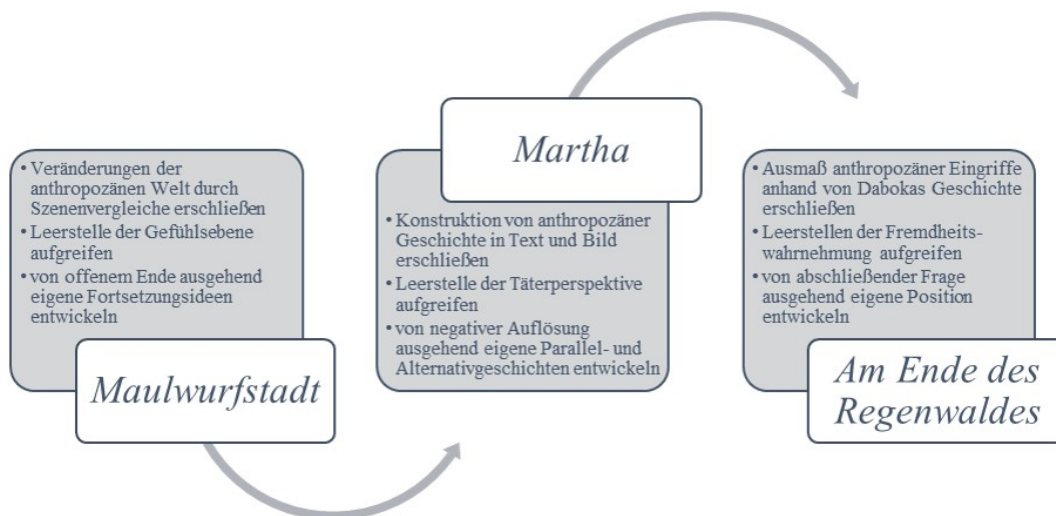 • Veränderungen der
anthropozänen Welt durch
Szenenvergleiche erschließen
• Leerstelle der Gefühlsebene
aufgreifen
• von offenem Ende ausgehend
eigene Fortsetzungsideen
entwickeln
Maulwurfstadt
Martha
• Konstruktion von anthropozäner
Geschichte in Text und Bild
erschließen
• Leerstelle der Täterperspektive
aufgreifen
• von negativer Auflösung
ausgehend eigene Parallel- und
Alternativgeschichten entwickeln
• Ausmaß anthropozäner Eingriffe
anhand von Dabokas Geschichte
erschließen
• Leerstellen der Fremdheits-
wahrnehmung aufgreifen
• von abschließender Frage
ausgehend eigene Position
entwickeln
Am Ende des
Regenwaldes